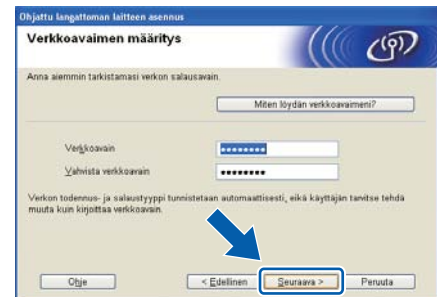 Ohjattu langattoman laitteen asennus
Verkkoavaimen määritys
Anna aiemmin tarkistamasi verkon salausavain.
Miten löydän verkkoavaimeni?
Verkkoavain
Vahvista verkkoavain
Verkon todennus- ja salaustyyppi tunnistetaan automaattisesti, eikä käyttäjän tarvitse tehdä
muuta kuin kirjoittaa verkkoavain.
Ohje
< Edellinen
Seuraava >
Peruuta